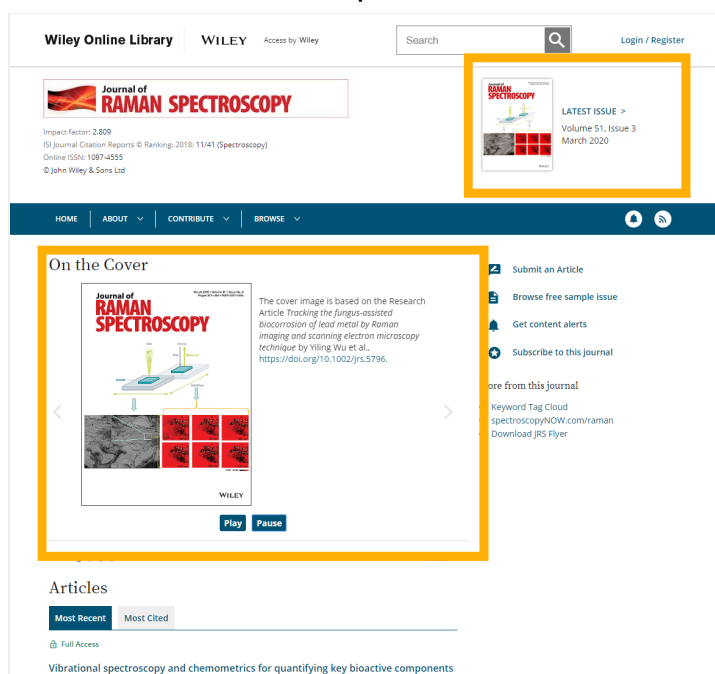 Wiley Online Library WILEY Access by Wiley Search Login / Register
Journal of
RAMAN SPECTROSCOPY
Impact factor: 2.809
ISI Journal Citation Reports © Ranking: 2018: 11/41 (Spectroscopy)
Online ISSN: 1097-4555
© John Wiley & Sons Ltd
Journal of
RAMAN
SPECTROSCOPY
WILEY
LATEST ISSUE >
Volume 51, Issue 3
March 2020
HOME ABOUT CONTRIBUTE BROWSE
On the Cover
Journal of
RAMAN
SPECTROSCOPY
WILEY
The cover image is based on the Research
Article Tracking the fungus-assisted
biocorrosion of lead metal by Raman
imaging and scanning electron microscopy
technique by Yiling Wu et al.,
https://doi.org/10.1002/jrs.5796.
Play Pause
Submit an Article
Browse free sample issue
Get content alerts
Subscribe to this journal
ore from this journal
Keyword Tag Cloud
spectroscopyNOW.com/raman
Download JRS Flyer
Articles
Most Recent Most Cited
Full Access
Vibrational spectroscopy and chemometrics for quantifying key bioactive components